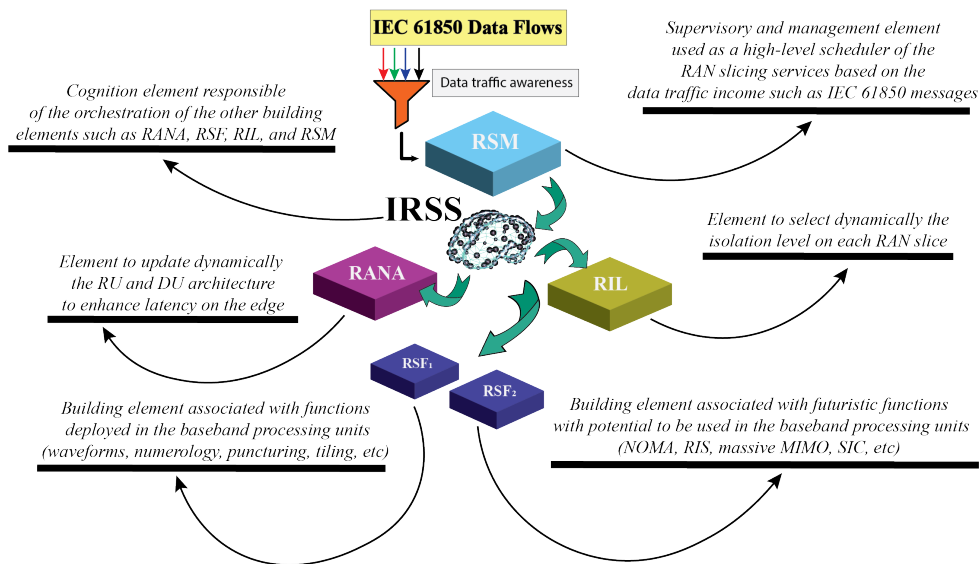 IEC 61850 Data Flows
Data traffic awareness
Supervisory and management element
used as a high-level scheduler of the
RAN slicing services based on the
data traffic income such as IEC 61850 messages
Cognition element responsible
of the orchestration of the other building
elements such as RANA, RSF, RIL, and RSM
RSM
IRSS
Element to select dynamically the
isolation level on each RAN slice
Element to update dynamically
the RU and DU architecture
to enhance latency on the edge
RANA
RIL
RSF1
RSF2
Building element associated with functions
deployed in the baseband processing units
(waveforms, numerology, puncturing, tiling, etc)
Building element associated with futuristic functions
with potential to be used in the baseband processing units
(NOMA, RIS, massive MIMO, SIC, etc)